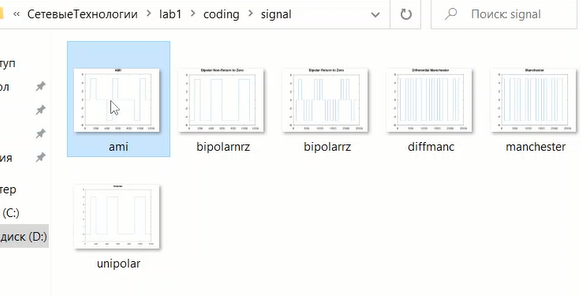 « СетевыеТехнологии › lab1 › coding › signal
Поиск: signal
туп
ол
ия
тер
(C:)
диск (D:)
AMI
Bipolar Non-Return to Zero
Bipolar Return to Zero
Differential Manchester
Manchester
ami
bipolarnrz
bipolarrz
diffmanc
manchester
unipolar